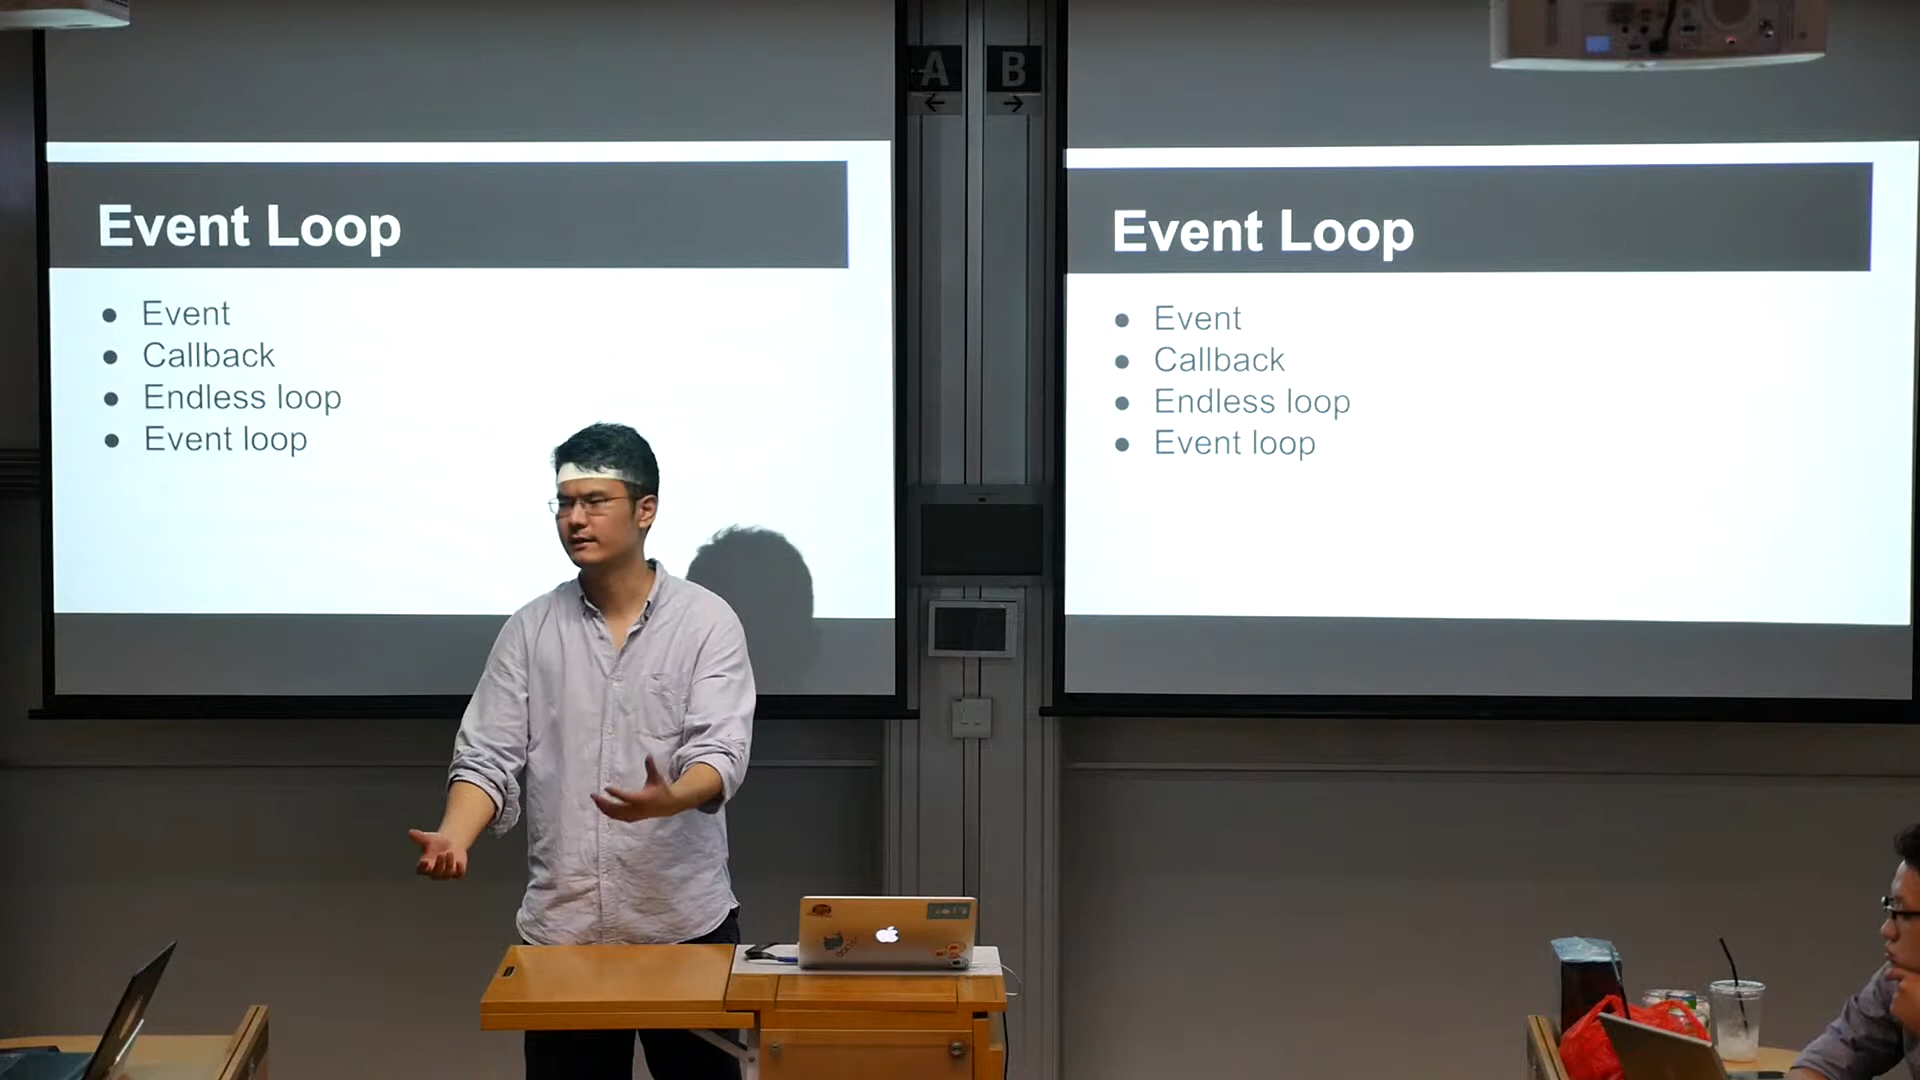 A
B
Event Loop
Event
Callback
Endless loop
Event loop
Event Loop
Event
Callback
Endless loop
Event loop